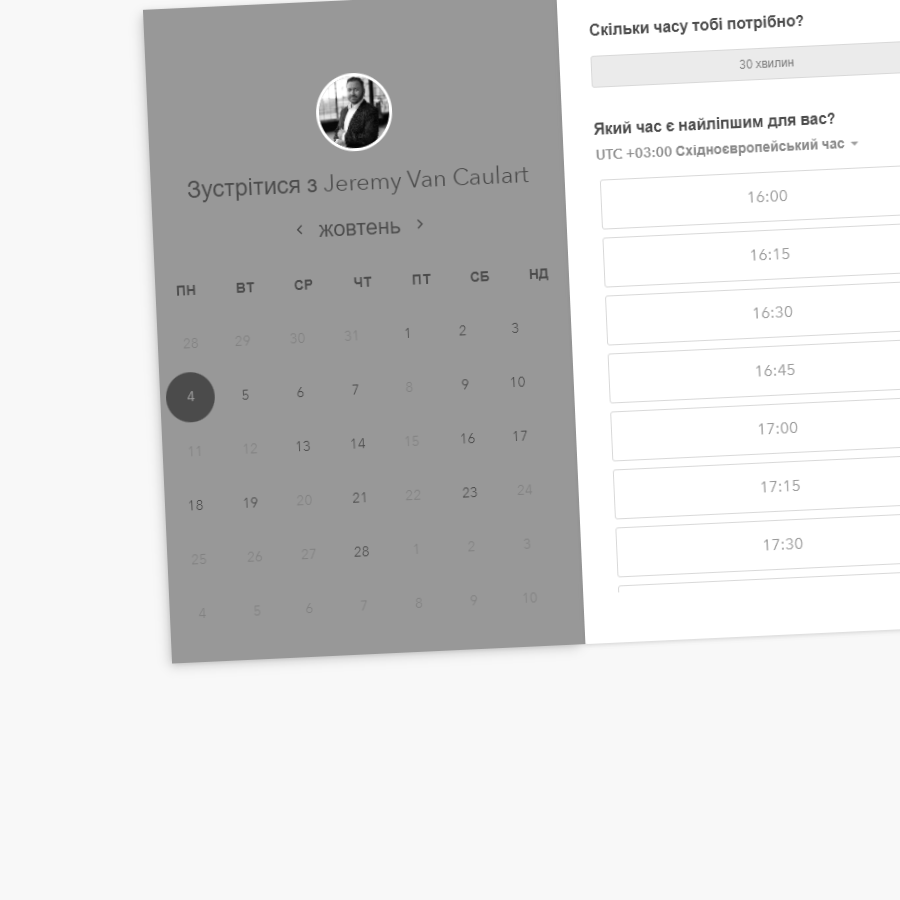 Зустрітися з Jeremy Van Caulart
жовтень
ПН ВТ СР ЧТ ПТ СБ НД
28 29 30 31 1 2 3
4 5 6 7 8 9 10
11 12 13 14 15 16 17
18 19 20 21 22 23 24
25 26 27 28 1 2 3
4 5 6 7 8 9 10
Скільки часу тобі потрібно?
30 хвилин
Який час є найліпшим для вас?
UTC +03:00 Східноєвропейський час
16:00
16:15
16:30
16:45
17:00
17:15
17:30